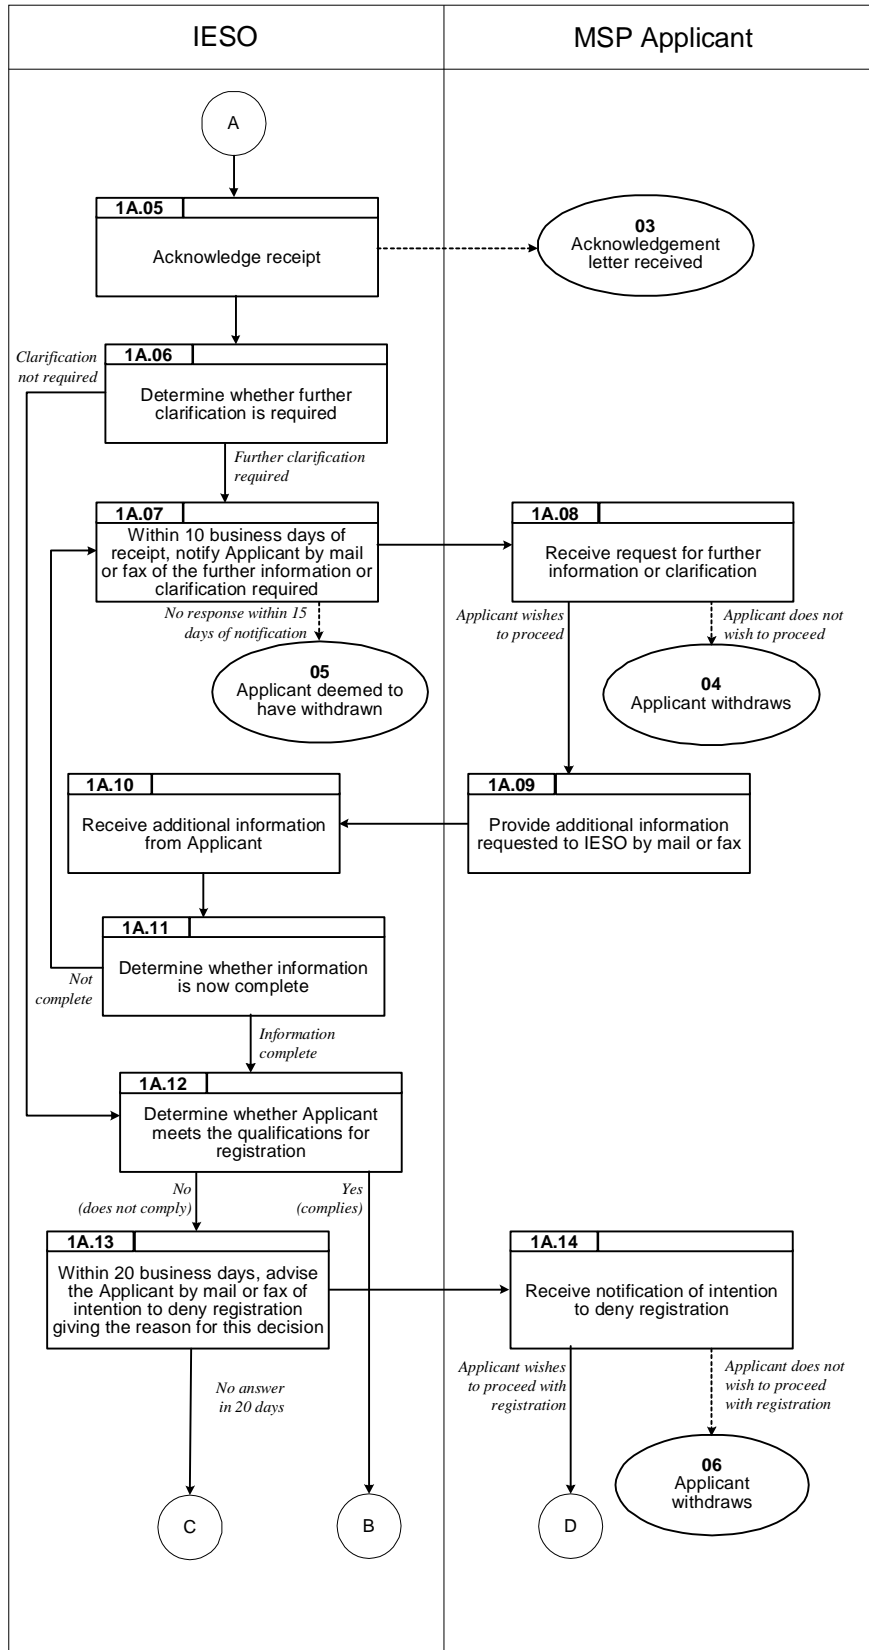 IESO
MSP Applicant
A
1A.05
Acknowledge receipt
03
Acknowledgement
letter received
Clarification
not required
1A.06
Determine whether further
clarification is required
Further clarification
required
1A.07
Within 10 business days of
receipt, notify Applicant by mail
or fax of the further information or
clarification required
1A.08
Receive request for further
information or clarification
No response within 15
days of notification
Applicant wishes
to proceed
Applicant does not
wish to proceed
05
Applicant deemed to
have withdrawn
04
Applicant withdraws
1A.10
Receive additional information
from Applicant
1A.09
Provide additional information
requested to IESO by mail or fax
1A.11
Determine whether information
is now complete
Not
complete
Information
complete
1A.12
Determine whether Applicant
meets the qualifications for
registration
No
(does not comply)
Yes
(complies)
1A.13
Within 20 business days, advise
the Applicant by mail or fax of
intention to deny registration
giving the reason for this decision
1A.14
Receive notification of intention
to deny registration
No answer
in 20 days
Applicant wishes
to proceed with
registration
Applicant does not
wish to proceed
with registration
06
Applicant
withdraws
C
B
D